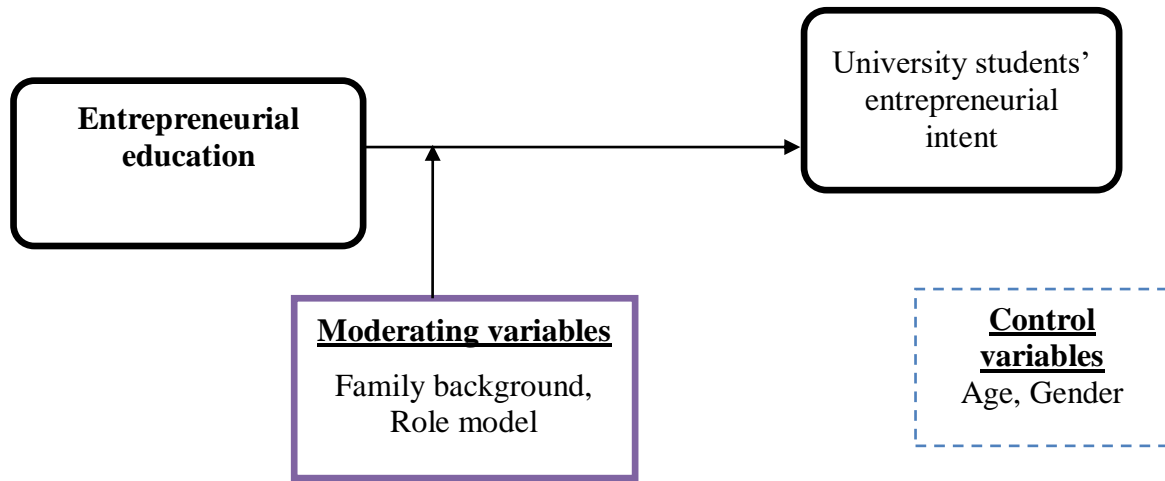 Entrepreneurial
education
University students’
entrepreneurial
intent
Moderating variables
Family background,
Role model
Control
variables
Age, Gender